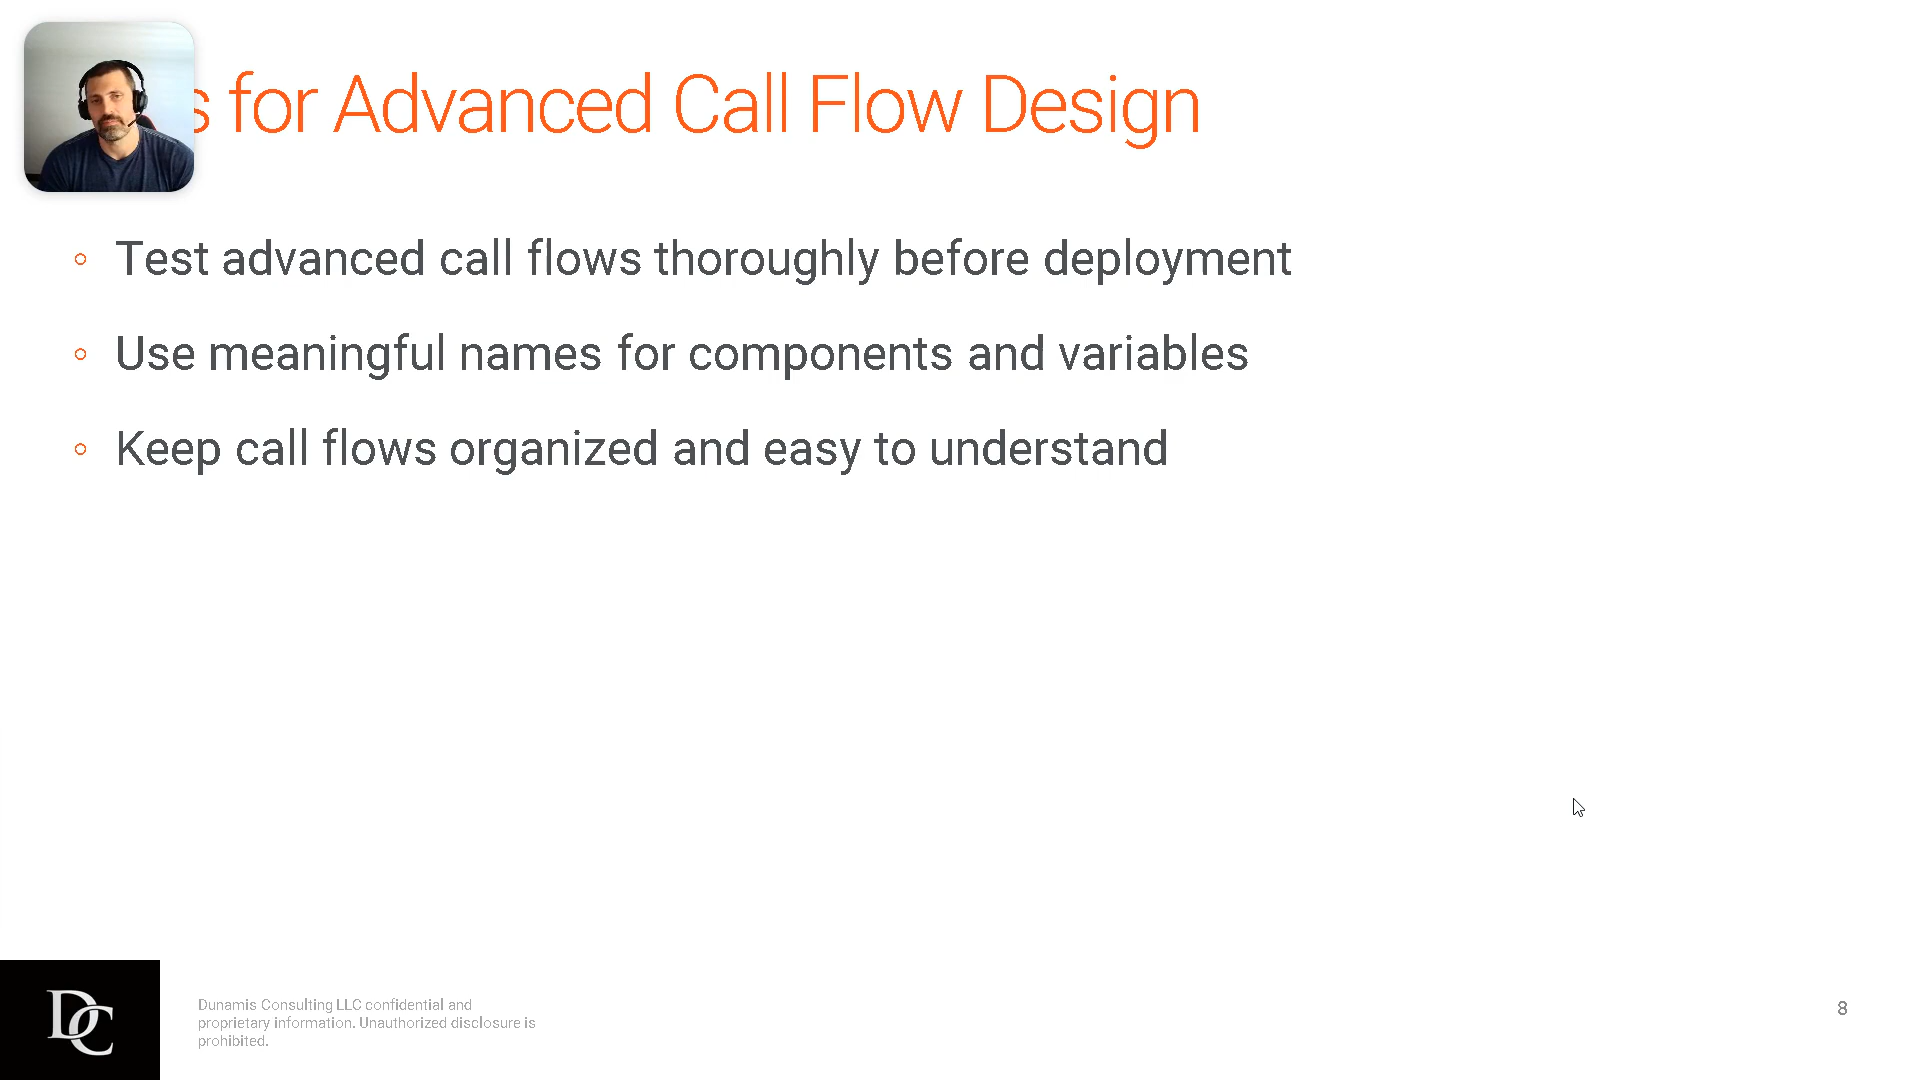 for Advanced Call Flow Design
Test advanced call flows thoroughly before deployment
Use meaningful names for components and variables
Keep call flows organized and easy to understand
DC
Dunamis Consulting LLC confidential and
proprietary information. Unauthorized disclosure is
prohibited.
8